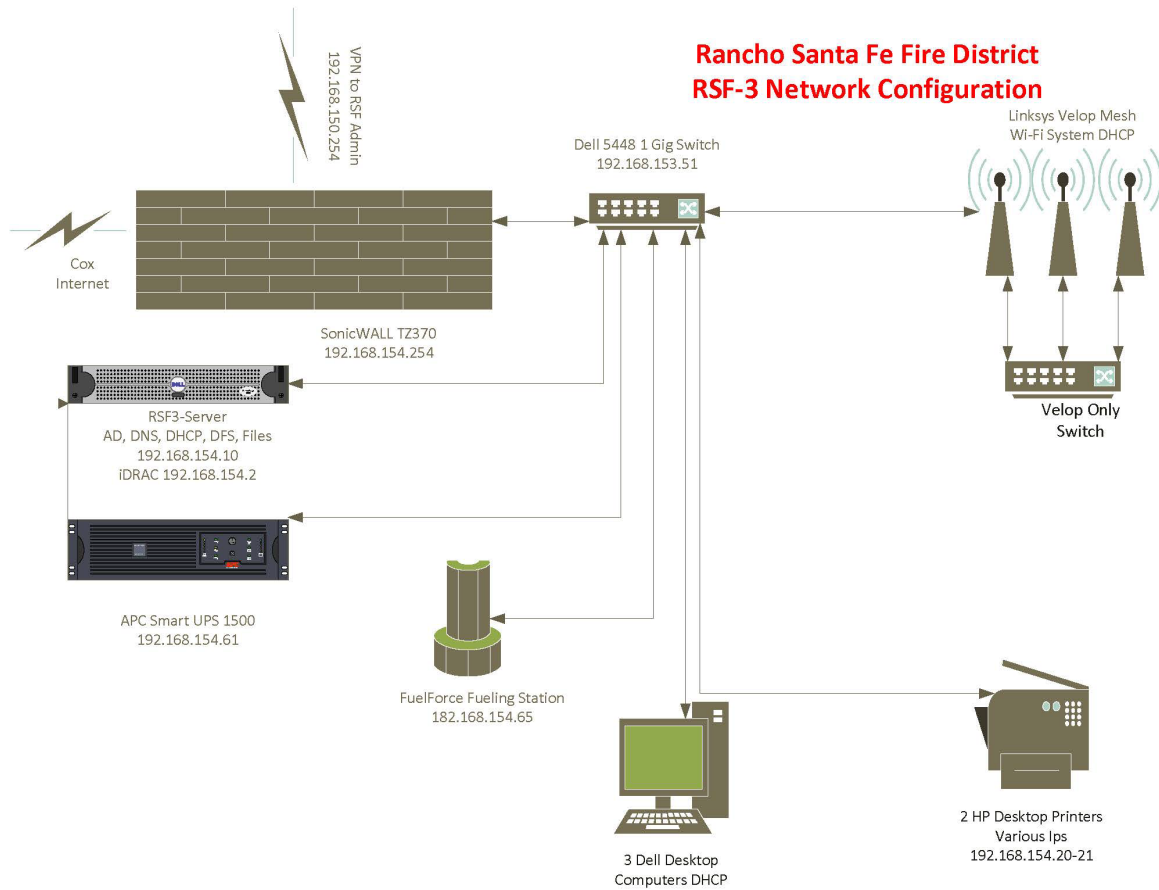 Rancho Santa Fe Fire District
RSF-3 Network Configuration
VPN to RSF Admin
192.168.150.254
Dell 5448 1 Gig Switch
192.168.153.51
Linksys Velop Mesh
Wi-Fi System DHCP
Cox
Internet
SonicWALL TZ370
192.168.154.254
DELL
RSF3-Server
AD, DNS, DHCP, DFS, Files
192.168.154.10
iDRAC 192.168.154.2
Velop Only
Switch
APC Smart UPS 1500
192.168.154.61
FuelForce Fueling Station
182.168.154.65
3 Dell Desktop
Computers DHCP
2 HP Desktop Printers
Various Ips
192.168.154.20-21